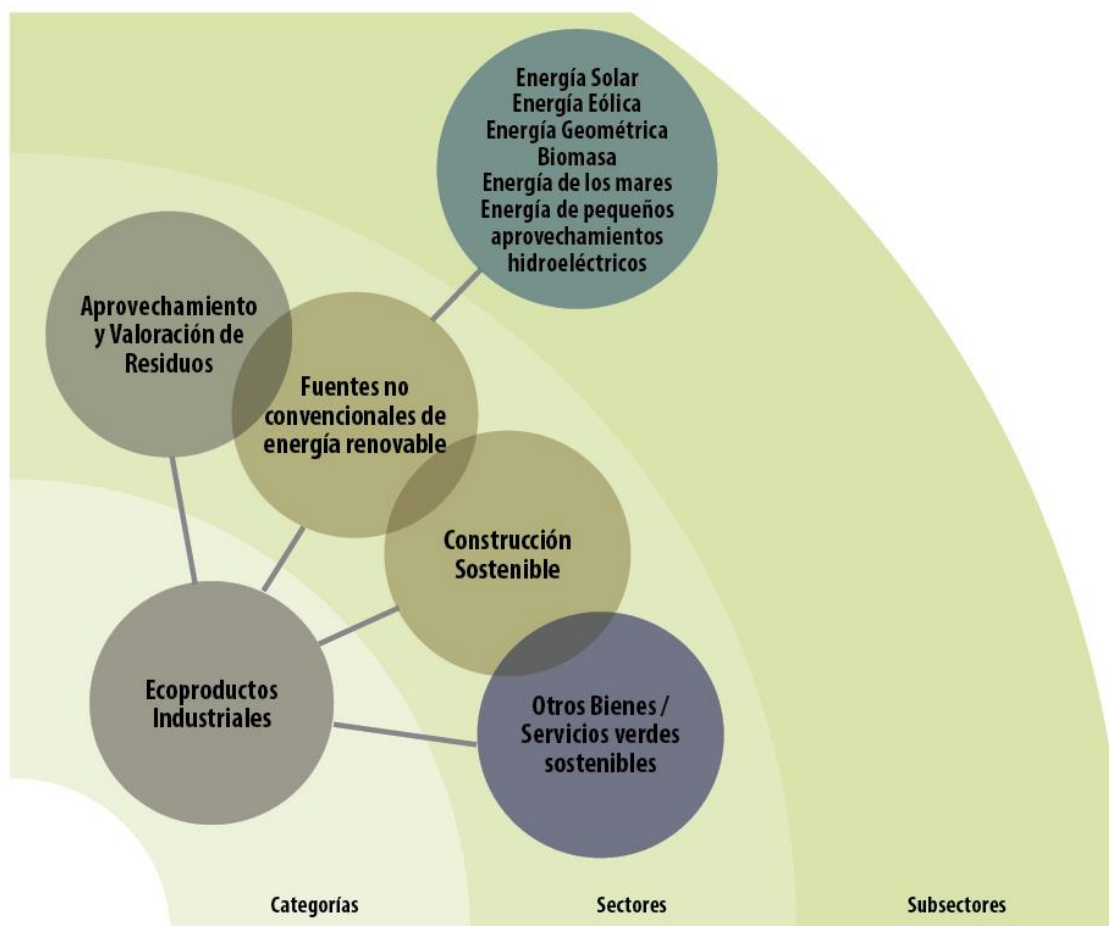 Energía Solar
Energía Eólica
Energía Geométrica
Biomasa
Energía de los mares
Energía de pequeños
aprovechamientos
hidroeléctricos
Aprovechamiento
y Valoración de
Residuos
Fuentes no
convencionales de
energía renovable
Construcción
Sostenible
Ecoproductos
Industriales
Otros Bienes /
Servicios verdes
sostenibles
Categorías
Sectores
Subsectores